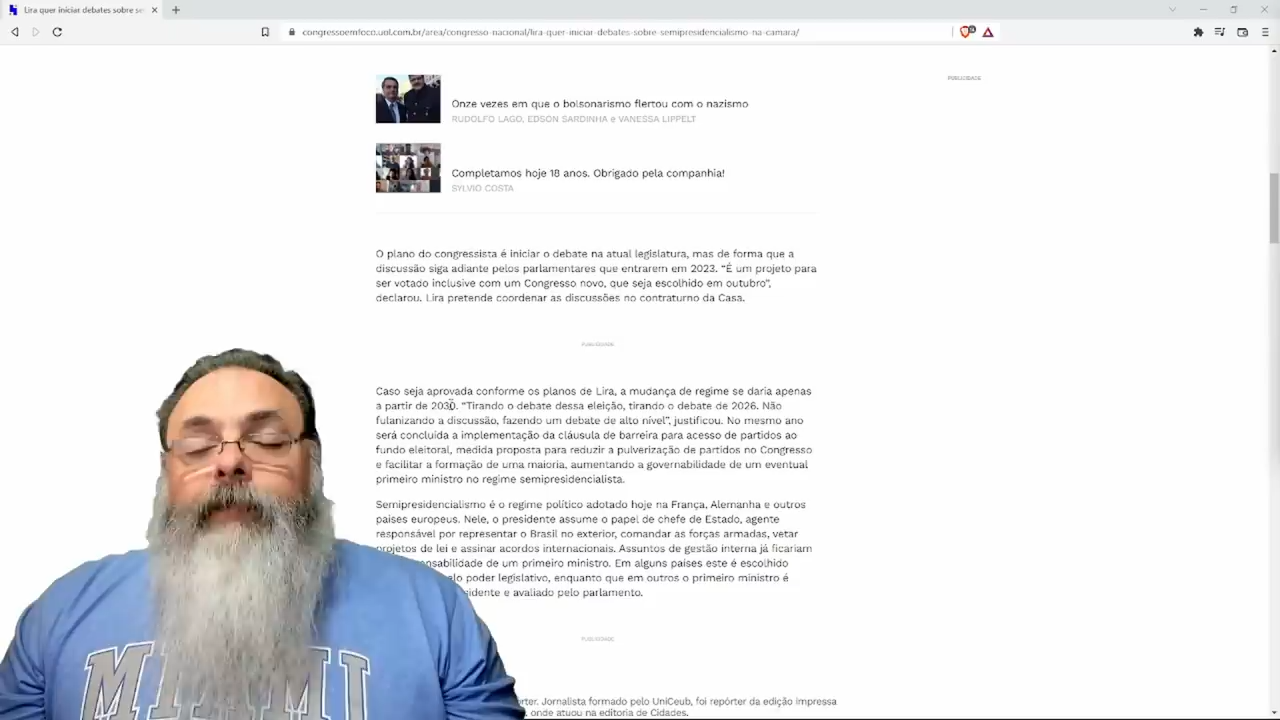 Lira quer iniciar debates sobre se
congressoemfoco.uol.com.br/area/congresso-nacional/lira-quer-iniciar-debates-sobre-semipresidencialismo-na-camara/
PUBLICIDADE
Onze vezes em que o bolsonarismo flertou com o nazismo
RUDOLFO LAGO, EDSON SARDINHA e VANESSA LIPPELT
Completamos hoje 18 anos. Obrigado pela companhia!
SYLVIO COSTA
O plano do congressista é iniciar o debate na atual legislatura, mas de forma que a
discussão siga adiante pelos parlamentares que entrarem em 2023. “É um projeto para
ser votado inclusive com um Congresso novo, que seja escolhido em outubro”,
declarou. Lira pretende coordenar as discussões no contraturno da Casa.
PUBLICIDADE
Caso seja aprovada conforme os planos de Lira, a mudança de regime se daria apenas
a partir de 2030. “Tirando o debate dessa eleição, tirando o debate de 2026. Não
fulanizando a discussão, fazendo um debate de alto nível”, justificou. No mesmo ano
será concluída a implementação da cláusula de barreira para acesso de partidos ao
fundo eleitoral, medida proposta para reduzir a pulverização de partidos no Congresso
e facilitar a formação de uma maioria, aumentando a governabilidade de um eventual
primeiro ministro no regime semipresidencialista.
Semipresidencialismo é o regime político adotado hoje na França, Alemanha e outros
países europeus. Nele, o presidente assume o papel de chefe de Estado, agente
responsável por representar o Brasil no exterior, comandar as forças armadas, vetar
projetos de lei e assinar acordos internacionais. Assuntos de gestão interna já ficariam
ponsabilidade de um primeiro ministro. Em alguns países este é escolhido
elo poder legislativo, enquanto que em outros o primeiro ministro é
idente e avaliado pelo parlamento.
PUBLICIDADE
rter. Jornalista formado pelo UniCeub, foi repórter da edição impressa
, onde atuou na editoria de Cidades.
MIAMI